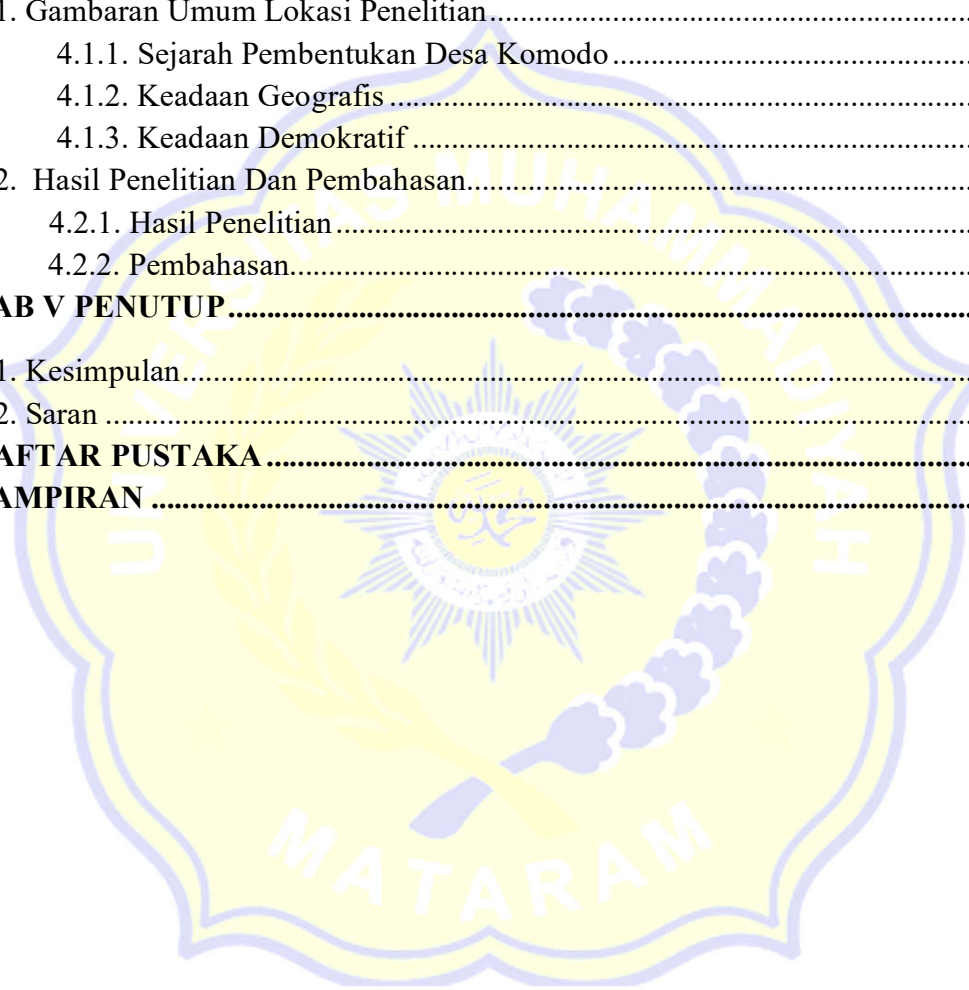 1. Gambaran Umum Lokasi Penelitian........................................................
4.1.1. Sejarah Pembentukan Desa Komodo........................................................
4.1.2. Keadaan Geografis........................................................
4.1.3. Keadaan Demokratif........................................................
2. Hasil Penelitian Dan Pembahasan........................................................
4.2.1. Hasil Penelitian........................................................
4.2.2. Pembahasan........................................................
AB V PENUTUP........................................................
1. Kesimpulan........................................................
2. Saran........................................................
AFTAR PUSTAKA........................................................
AMPIRAN........................................................
UNIVERSITAS MUHAMMADIYAH
MATARAM